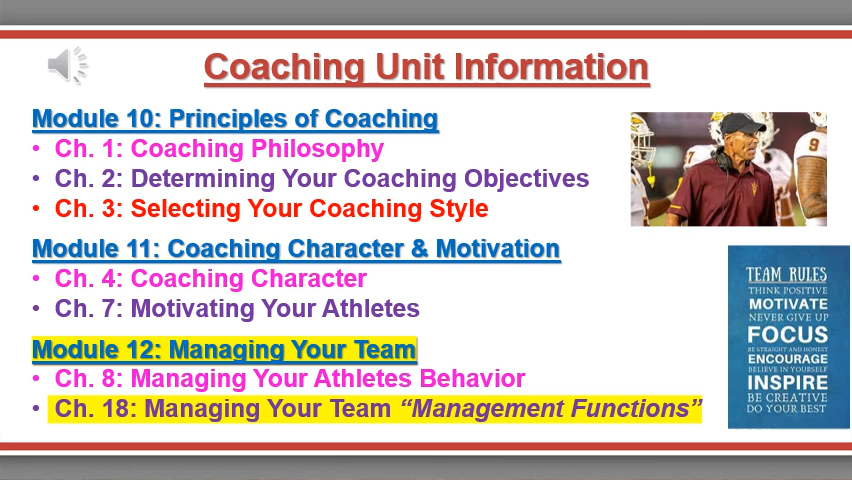 Coaching Unit Information
Module 10: Principles of Coaching
• Ch. 1: Coaching Philosophy
• Ch. 2: Determining Your Coaching Objectives
• Ch. 3: Selecting Your Coaching Style
Module 11: Coaching Character & Motivation
• Ch. 4: Coaching Character
• Ch. 7: Motivating Your Athletes
Module 12: Managing Your Team
• Ch. 8: Managing Your Athletes Behavior
• Ch. 18: Managing Your Team “Management Functions”
9
TEAM RULES
THINK POSITIVE
MOTIVATE
NEVER GIVE UP
FOCUS
BE STRAIGHT AND HONEST
ENCOURAGE
BELIEVE IN YOURSELF
INSPIRE
BE CREATIVE
DO YOUR BEST